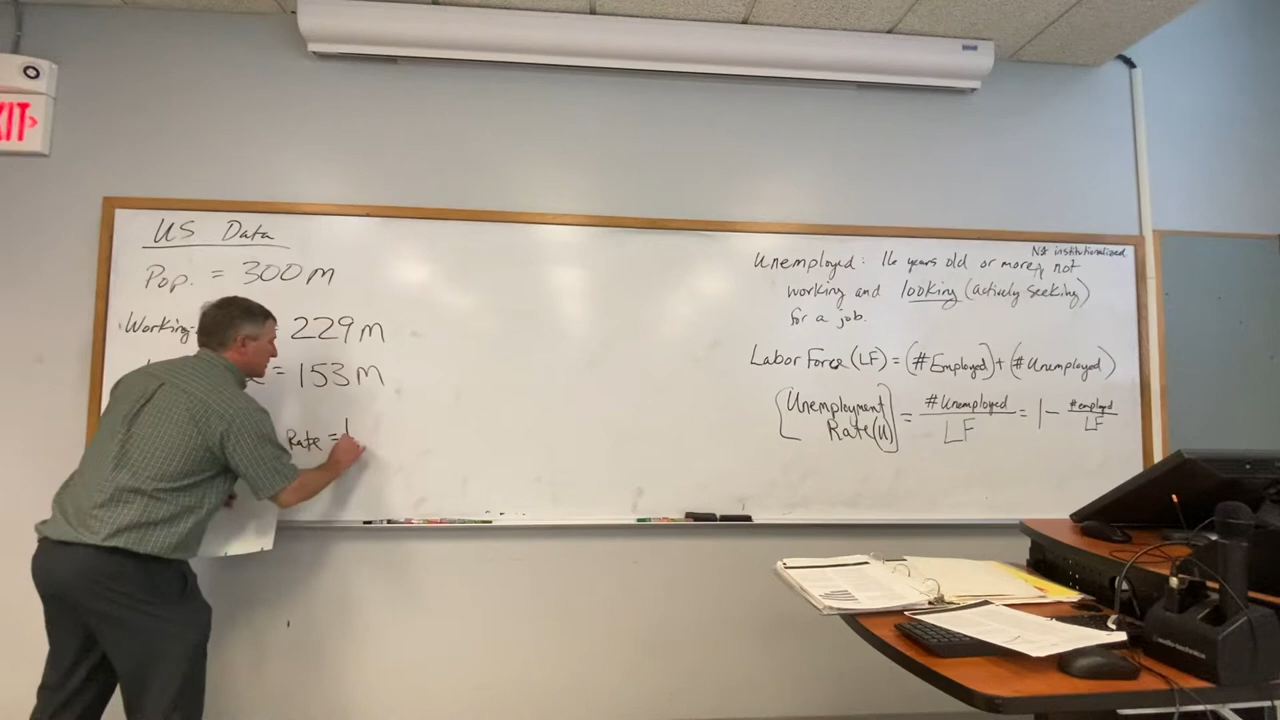 XIT
US Data
Pop. = 300m
Working- = 229m
= 153m
Rate =
Not institutionalized
Unemployed: 16 years old or more, not
working and looking (actively seeking)
for a job.
Labor Force (LF) = (#Employed) + (#Unemployed)
[Unemployment Rate (U)] = #Unemployed / LF = 1 - #employed / LF